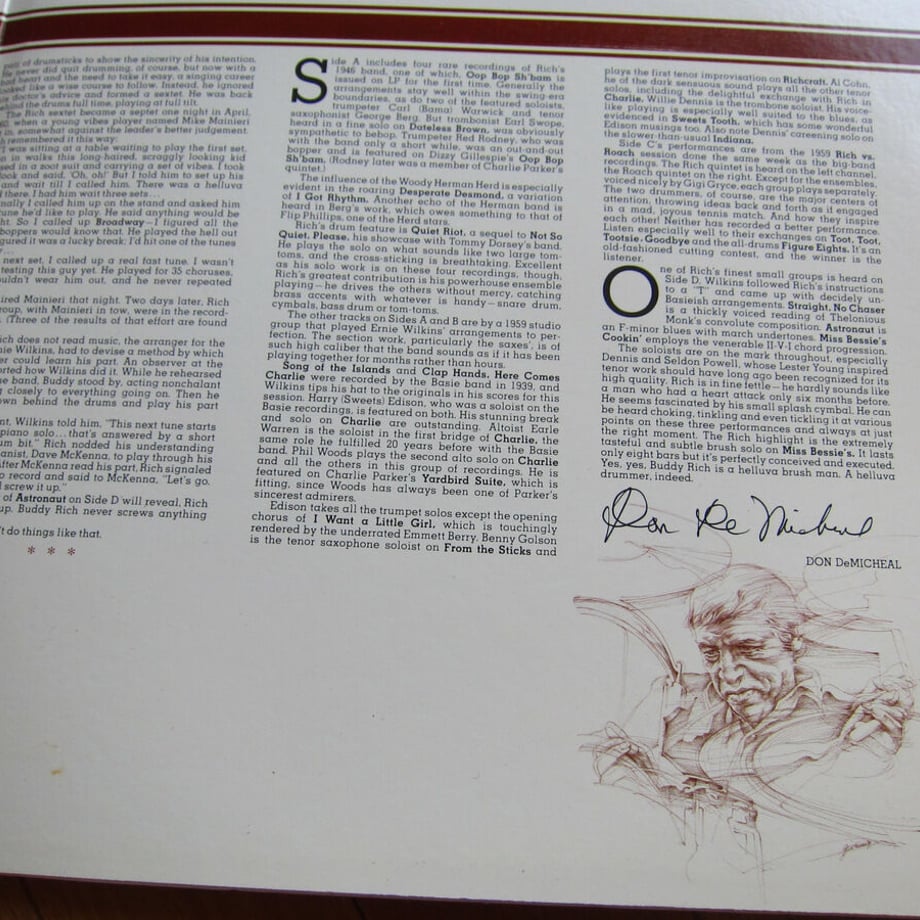 pair of drumsticks to show the sincerity of his intention.
He never did quit drumming, of course, but now with a
bad heart and the need to take it easy, a singing career
looked like a wise course to follow. Instead, he ignored
his doctor's advice and formed a sextet. He was back
behind the drums full time, playing at full tilt.
The Rich sextet became a septet one night in April,
when a young vibes player named Mike Mainieri
in, somewhat against the leader's better judgement.
remembered it this way:
was sitting at a table waiting to play the first set,
in walks this long-haired, scraggly looking kid
sed in a zoot suit and carrying a set of vibes. I took
look and said, 'Oh, oh!' But I told him to set up his
and wait till I called him. There was a helluva
there. I had him wait three sets...
nally I called him up on the stand and asked him
tune he'd like to play. He said anything would be
ht. So I called up Broadway—I figured all the
boppers would know that. He played the hell out
gured it was a lucky break. I'd hit one of the tunes
next set, I called up a real fast tune. I wasn't
testing this guy yet. He played for 35 choruses,
ouldn't wear him out, and he never repeated
ired Mainieri that night. Two days later, Rich
roup, with Mainieri in tow, were in the record-
(Three of the results of that effort are found
ich does not read music, the arranger for the
nie Wilkins, had to devise a method by which
er could learn his part. An observer at the
orted how Wilkins did it. While he rehearsed
he band, Buddy stood by, acting nonchalant
g closely to everything going on. Then he
own behind the drums and play his part
nt, Wilkins told him, "This next tune starts
piano solo...that's answered by a short
um bit." Rich nodded his understanding
anist, Dave McKenna, to play through his
After McKenna read his part, Rich signaled
o record and said to McKenna, "Let's go.
I screw it up."
of Astronaut on Side D will reveal, Rich
up. Buddy Rich never screws anything
't do things like that.
* * *
Side A includes four rare recordings of Rich's
1946 band, one of which, Oop Bop Sh'bam is
issued on LP for the first time. Generally the
arrangements stay well within the swing-era
boundaries, as do two of the featured soloists,
trumpeter Carl (Bama) Warwick and tenor
saxophonist George Berg. But trombonist Earl Swope,
heard in a fine solo on Dateless Brown, was obviously
sympathetic to bebop. Trumpeter Red Rodney, who was
with the band only a short while, was an out-and-out
bopper and is featured on Dizzy Gillespie's Oop Bop
Sh'bam. (Rodney later was a member of Charlie Parker's
quintet.)
The influence of the Woody Herman Herd is especially
evident in the roaring Desperate Desmond, a variation
of I Got Rhythm. Another echo of the Herman band is
heard in Berg's work, which owes something to that of
Flip Phillips, one of the Herd stars.
Rich's drum feature is Quiet Riot, a sequel to Not So
Quiet, Please, his showcase with Tommy Dorsey's band.
He plays the solo on what sounds like two large tom-
toms, and the cross-sticking is breathtaking. Excellent
as his solo work is on these four recordings, though,
Rich's greatest contribution is his powerhouse ensemble
playing—he drives the others without mercy, catching
brass accents with whatever is handy—snare drum,
cymbals, bass drum or tom-toms.
The other tracks on Sides A and B are by a 1959 studio
group that played Ernie Wilkins' arrangements to per-
fection. The section work, particularly the saxes', is of
such high caliber that the band sounds as if it has been
playing together for months rather than hours.
Song of the Islands and Clap Hands, Here Comes
Charlie were recorded by the Basie band in 1939, and
Wilkins tips his hat to the originals in his scores for this
session. Harry (Sweets) Edison, who was a soloist on the
Basie recordings, is featured on both. His stunning break
and solo on Charlie are outstanding. Altoist Earle
Warren is the soloist in the first bridge of Charlie, the
same role he fulfilled 20 years before with the Basie
band. Phil Woods plays the second alto solo on Charlie
and all the others in this group of recordings. He is
featured on Charlie Parker's Yardbird Suite, which is
fitting, since Woods has always been one of Parker's
sincerest admirers.
Edison takes all the trumpet solos except the opening
chorus of I Want a Little Girl, which is touchingly
rendered by the underrated Emmett Berry. Benny Golson
is the tenor saxophone soloist on From the Sticks and
plays the first tenor improvisation on Richcraft. Al Cohn,
he of the dark sensuous sound plays all the other tenor
solos, including the delightful exchange with Rich in
Charlie. Willie Dennis is the trombone soloist. His voice-
like playing is especially well suited to the blues, as
evidenced in Sweets Tooth, which has some wonderful
Edison musings too. Also note Dennis' careening solo on
the slower-than-usual Indiana.
Side C's performances are from the 1959 Rich vs.
Roach session done the same week as the big-band
recordings. The Rich quintet is heard on the left channel,
the Roach quintet on the right. Except for the ensembles,
voiced nicely by Gigi Gryce, each group plays separately.
The two drummers, of course, are the major centers of
attention, throwing ideas back and forth as if engaged
in a mad, joyous tennis match. And how they inspire
each other! Neither has recorded a better performance.
Listen especially well to their exchanges on Toot, Toot,
Tootsie, Goodbye and the all-drums Figure Eights. It's an
old-fashioned cutting contest, and the winner is the
listener.
One of Rich's finest small groups is heard on
Side D. Wilkins followed Rich's instructions
to a "T" and came up with decidely un-
Basieish arrangements. Straight, No Chaser
is a thickly voiced reading of Thelonious
Monk's convolute composition. Astronaut is
an F-minor blues with march undertones. Miss Bessie's
Cookin' employs the venerable II-V-I chord progression.
The soloists are on the mark throughout, especially
Dennis and Seldon Powell, whose Lester Young inspired
tenor work should have long ago been recognized for its
high quality. Rich is in fine fettle—he hardly sounds like
a man who had a heart attack only six months before.
He seems fascinated by his small splash cymbal. He can
be heard choking, tinkling and even tickling it at various
points on these three performances and always at just
the right moment. The Rich highlight is the extremely
tasteful and subtle brush solo on Miss Bessie's. It lasts
only eight bars but it's perfectly conceived and executed.
Yes, yes, Buddy Rich is a helluva brush man. A helluva
drummer, indeed.
Don DeMicheal
DON DeMICHEAL